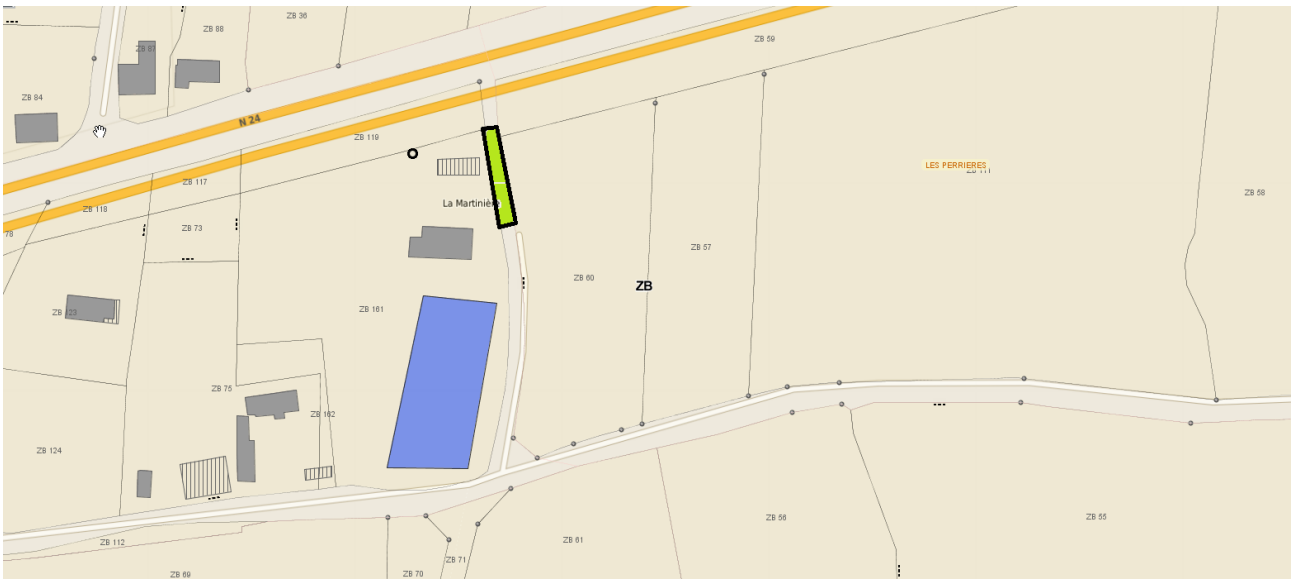 ZB 36
ZB 88
ZB 87
ZB 59
ZB 84
N 24
ZB 119
LES PERRIERES
ZB 111
ZB 117
ZB 58
La Martinière
ZB 118
ZB 73
78
ZB 57
ZB 60
ZB
ZB 161
ZB 123
ZB 75
ZB 162
ZB 124
ZB 56
ZB 55
ZB 112
ZB 61
ZB 71
ZB 69
ZB 70